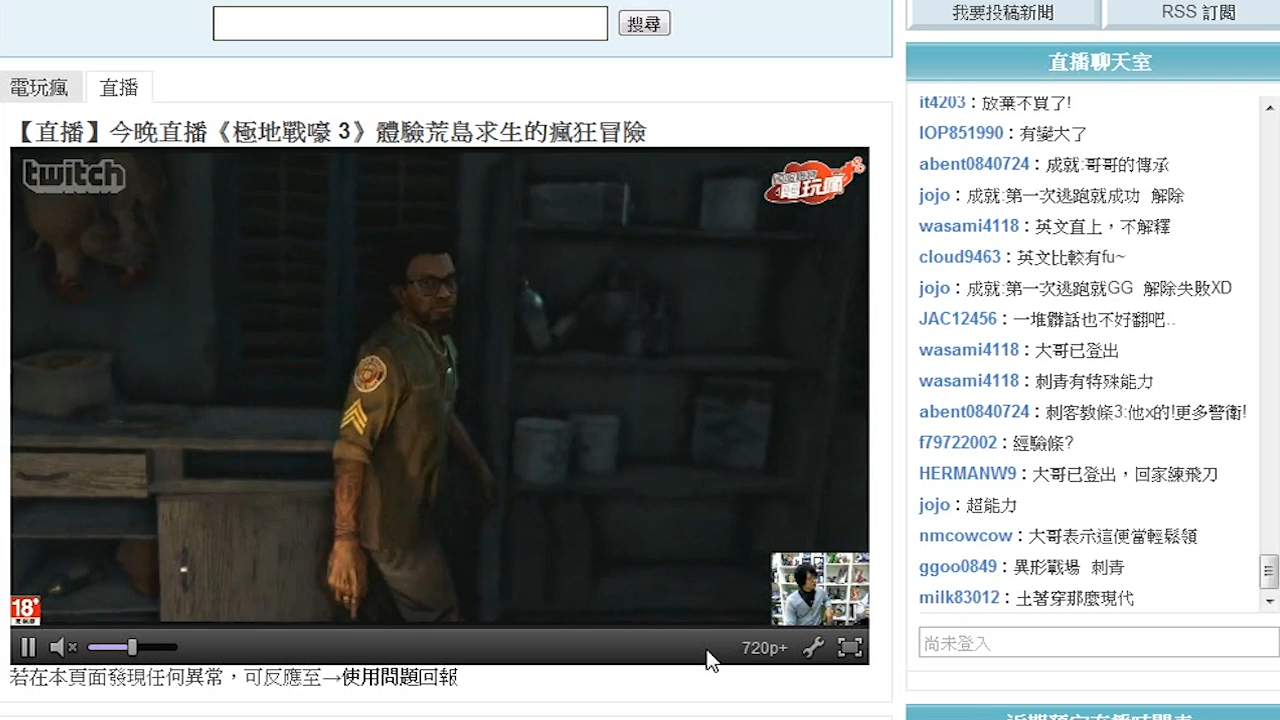 搜尋
我要投稿新聞
RSS 訂閱
電玩瘋
直播
【直播】今晚直播《極地戰嚎 3》體驗荒島求生的瘋狂冒險
twitch
電玩瘋
18+
720p+
若在本頁面發現任何異常，可反應至→使用問題回報
直播聊天室
it4203：放棄不買了!
IOP851990：有變大了
abent0840724：成就:哥哥的傳承
jojo：成就:第一次逃跑就成功 解除
wasami4118：英文直上，不解釋
cloud9463：英文比較有fu~
jojo：成就:第一次逃跑就GG 解除失敗XD
JAC12456：一堆髒話也不好翻吧..
wasami4118：大哥已登出
wasami4118：刺青有特殊能力
abent0840724：刺客教條3:他x的!更多警衛!
f79722002：經驗條?
HERMANW9：大哥已登出，回家練飛刀
jojo：超能力
nmcowcow：大哥表示這便當輕鬆領
ggoo0849：異形戰場 刺青
milk83012：土著穿那麼現代
尚未登入